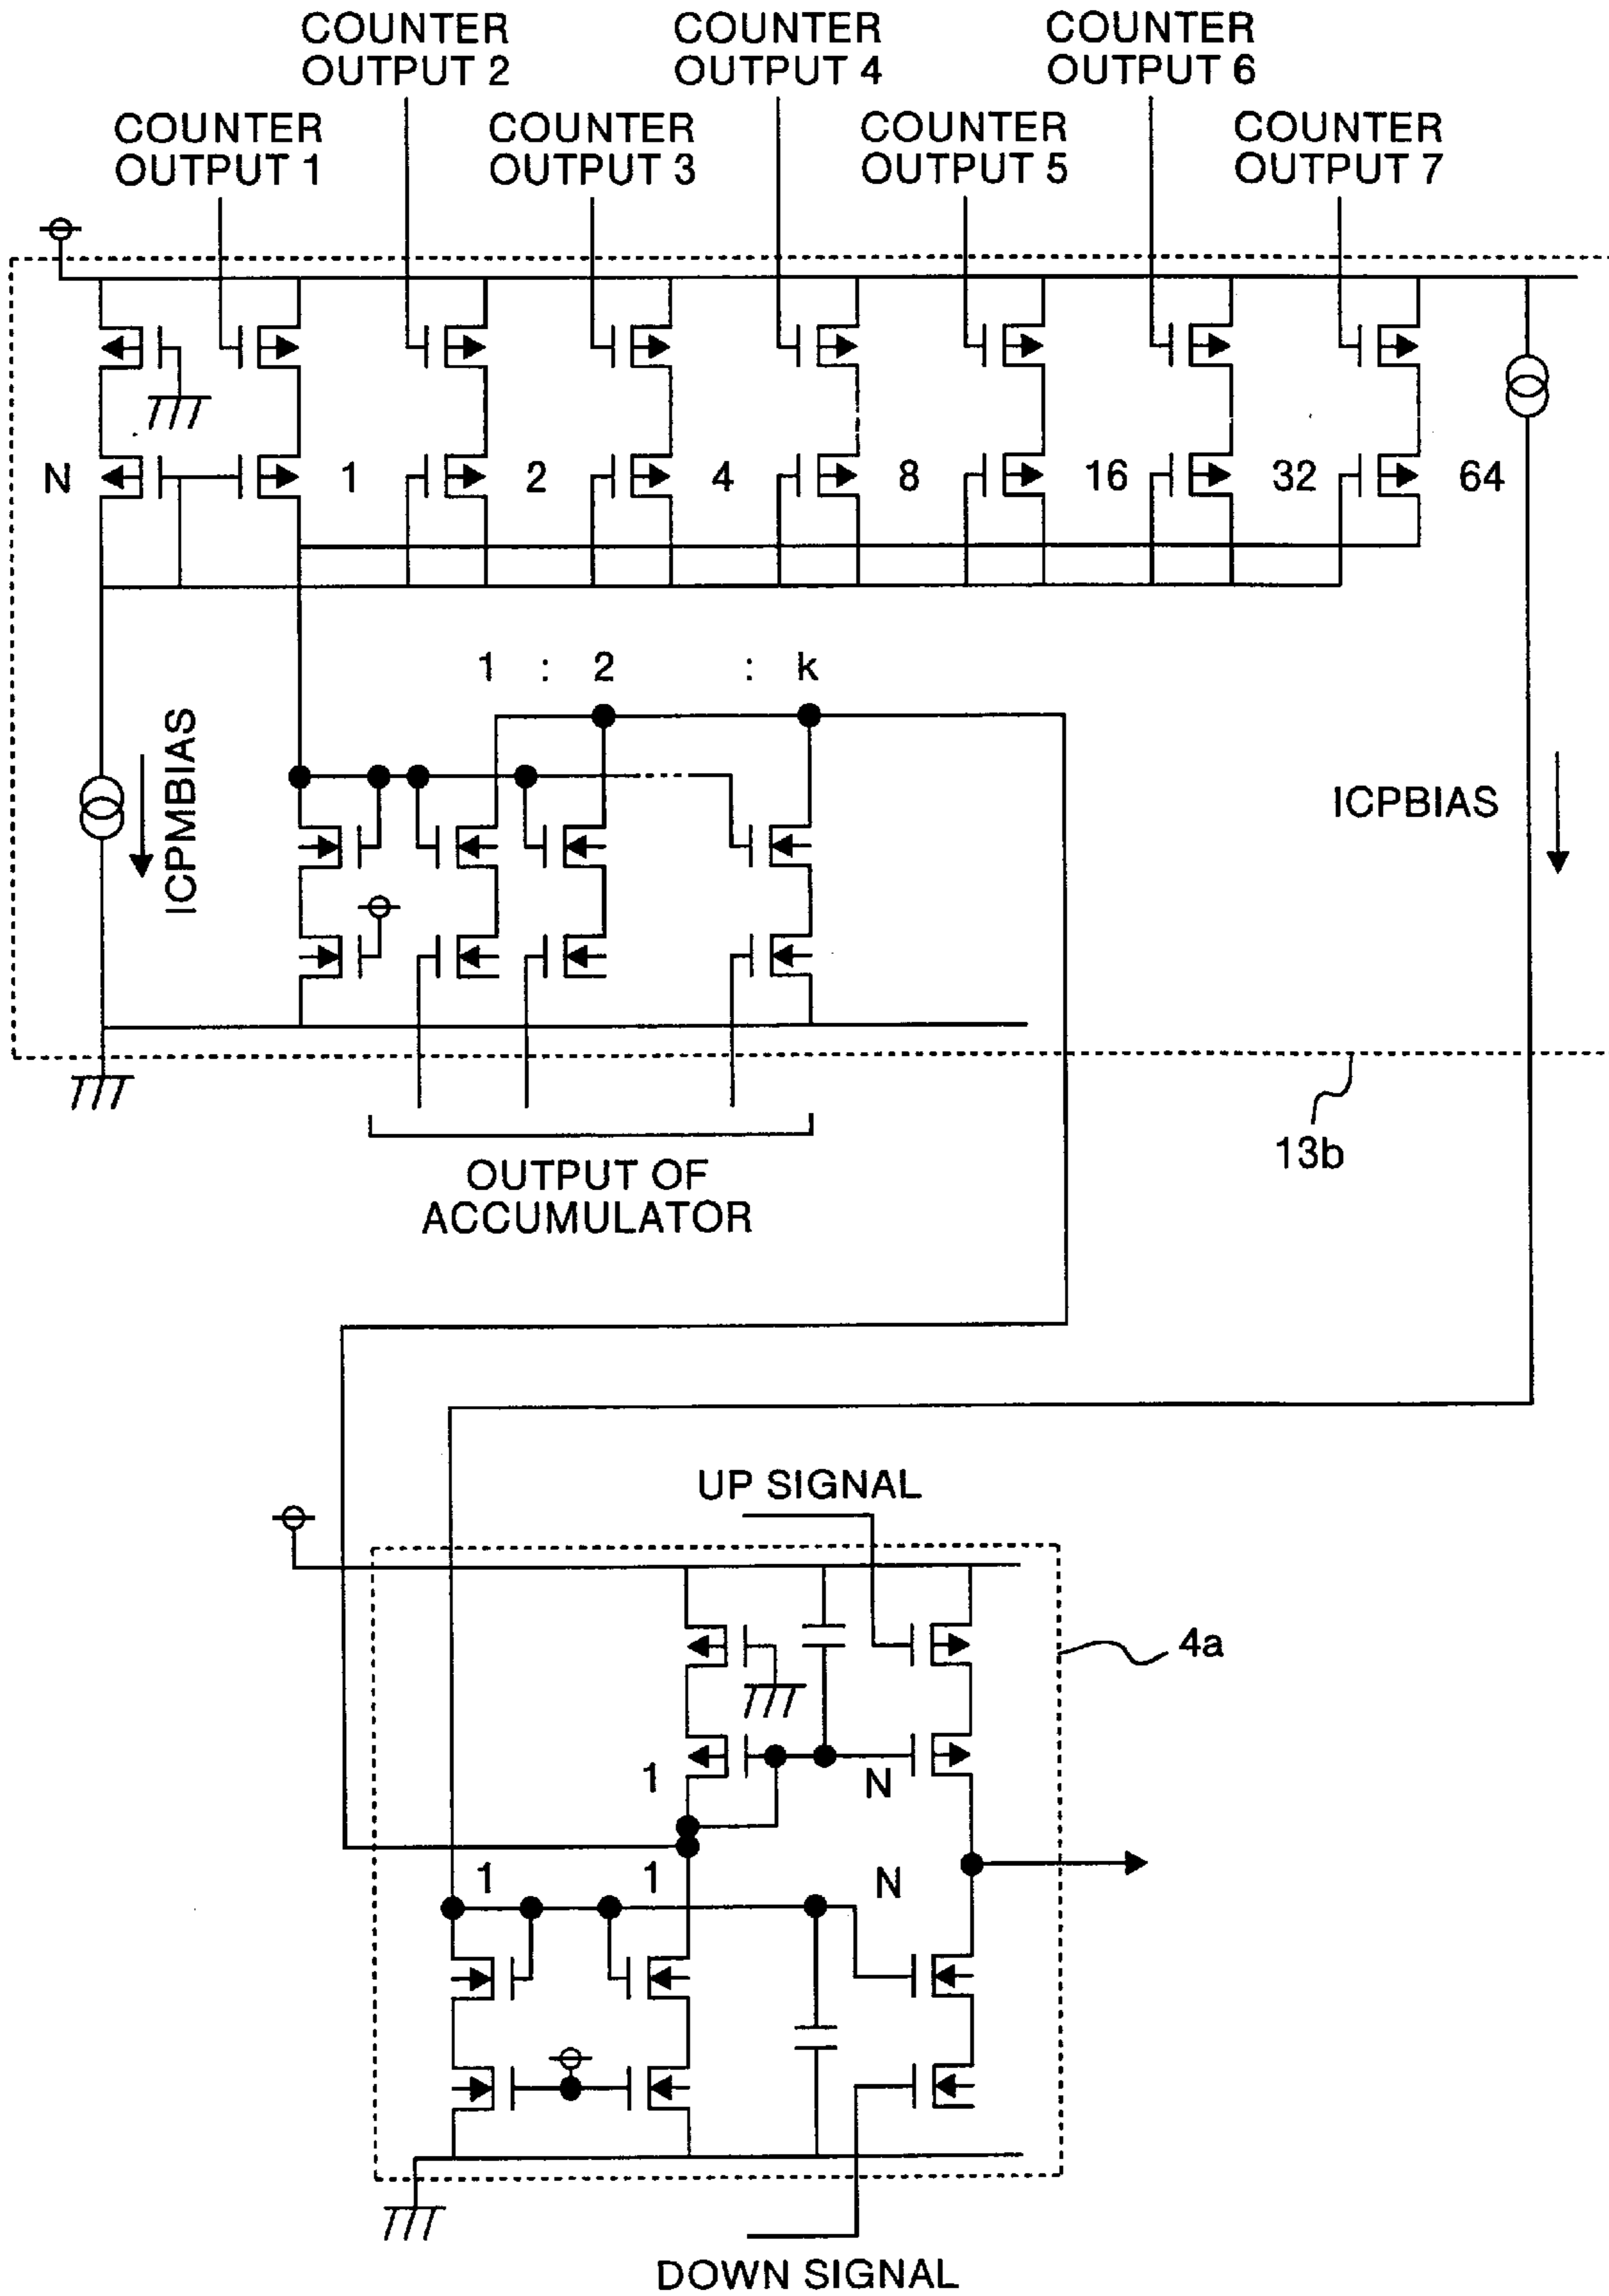 COUNTER
OUTPUT 2
COUNTER
OUTPUT 4
COUNTER
OUTPUT 6
COUNTER
OUTPUT 1
COUNTER
OUTPUT 3
COUNTER
OUTPUT 5
COUNTER
OUTPUT 7
N
1
2
4
8
16
32
64
1 : 2 : k
ICPMBIAS
ICPBIAS
13b
OUTPUT OF
ACCUMULATOR
UP SIGNAL
4a
1
N
1
1
N
DOWN SIGNAL